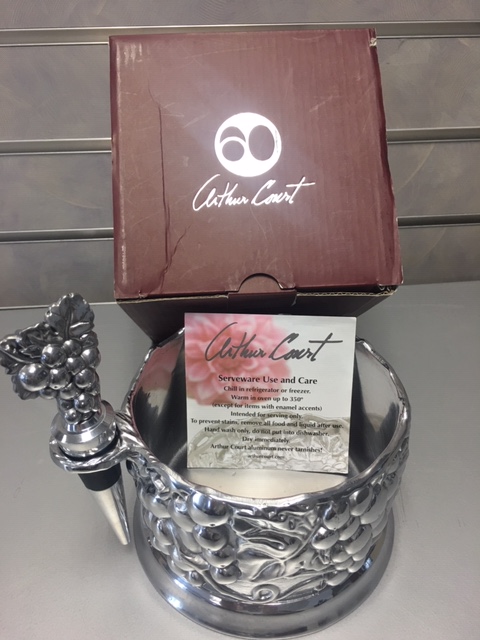 60
Arthur Court
Arthur Court
Serveware Use and Care
Chill in refrigerator or freezer.
Warm in oven up to 350°
(except for items with enamel accents)
Intended for serving only.
To prevent stains, remove all food and liquid after use.
Hand wash only, do not put into dishwasher.
Dry immediately.
Arthur Court aluminum never tarnishes!
arthurcourt.com